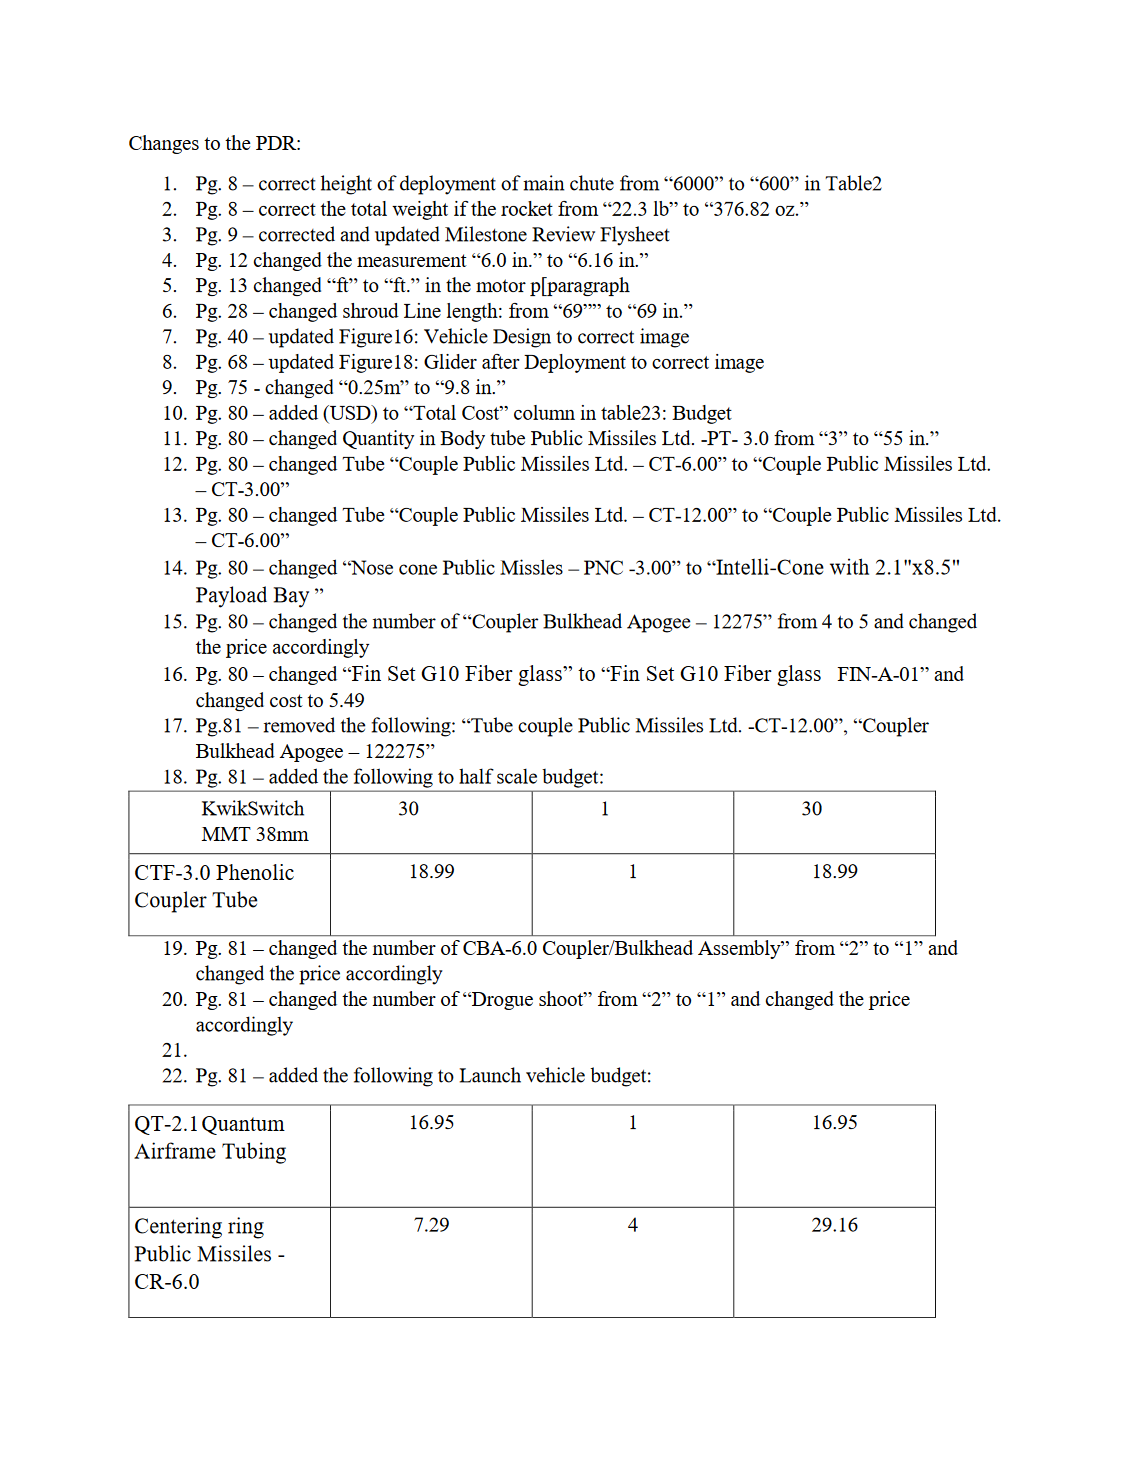 Changes to the PDR:
1. Pg. 8 – correct height of deployment of main chute from “6000” to “600” in Table2
2. Pg. 8 – correct the total weight if the rocket from “22.3 lb” to “376.82 oz.”
3. Pg. 9 – corrected and updated Milestone Review Flysheet
4. Pg. 12 changed the measurement “6.0 in.” to “6.16 in.”
5. Pg. 13 changed “ft” to “ft.” in the motor p[paragraph
6. Pg. 28 – changed shroud Line length: from “69”” to “69 in.”
7. Pg. 40 – updated Figure16: Vehicle Design to correct image
8. Pg. 68 – updated Figure18: Glider after Deployment to correct image
9. Pg. 75 - changed “0.25m” to “9.8 in.”
10. Pg. 80 – added (USD) to “Total Cost” column in table23: Budget
11. Pg. 80 – changed Quantity in Body tube Public Missiles Ltd. -PT- 3.0 from “3” to “55 in.”
12. Pg. 80 – changed Tube “Couple Public Missiles Ltd. – CT-6.00” to “Couple Public Missiles Ltd.
– CT-3.00”
13. Pg. 80 – changed Tube “Couple Public Missiles Ltd. – CT-12.00” to “Couple Public Missiles Ltd.
– CT-6.00”
14. Pg. 80 – changed “Nose cone Public Missles – PNC -3.00” to “Intelli-Cone with 2.1"x8.5"
Payload Bay ”
15. Pg. 80 – changed the number of “Coupler Bulkhead Apogee – 12275” from 4 to 5 and changed
the price accordingly
16. Pg. 80 – changed “Fin Set G10 Fiber glass” to “Fin Set G10 Fiber glass FIN-A-01” and
changed cost to 5.49
17. Pg.81 – removed the following: “Tube couple Public Missiles Ltd. -CT-12.00”, “Coupler
Bulkhead Apogee – 122275”
18. Pg. 81 – added the following to half scale budget:
KwikSwitch 30 1 30
MMT 38mm
CTF-3.0 Phenolic 18.99 1 18.99
Coupler Tube
19. Pg. 81 – changed the number of CBA-6.0 Coupler/Bulkhead Assembly” from “2” to “1” and
changed the price accordingly
20. Pg. 81 – changed the number of “Drogue shoot” from “2” to “1” and changed the price
accordingly
21.
22. Pg. 81 – added the following to Launch vehicle budget:
QT-2.1 Quantum 16.95 1 16.95
Airframe Tubing
Centering ring 7.29 4 29.16
Public Missiles -
CR-6.0